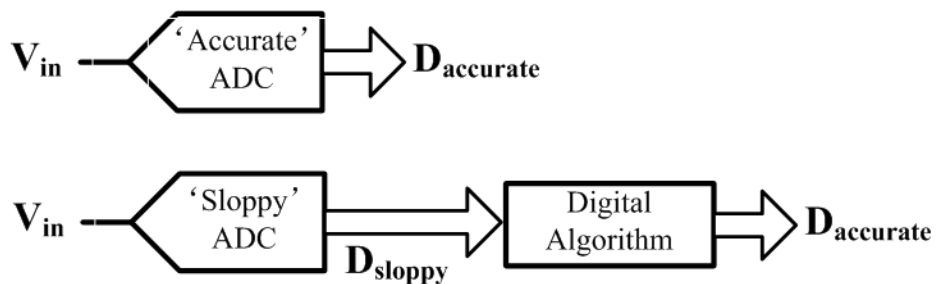 Vin
‘Accurate’
ADC
Daccurate
Vin
‘Sloppy’
ADC
Dsloppy
Digital
Algorithm
Daccurate